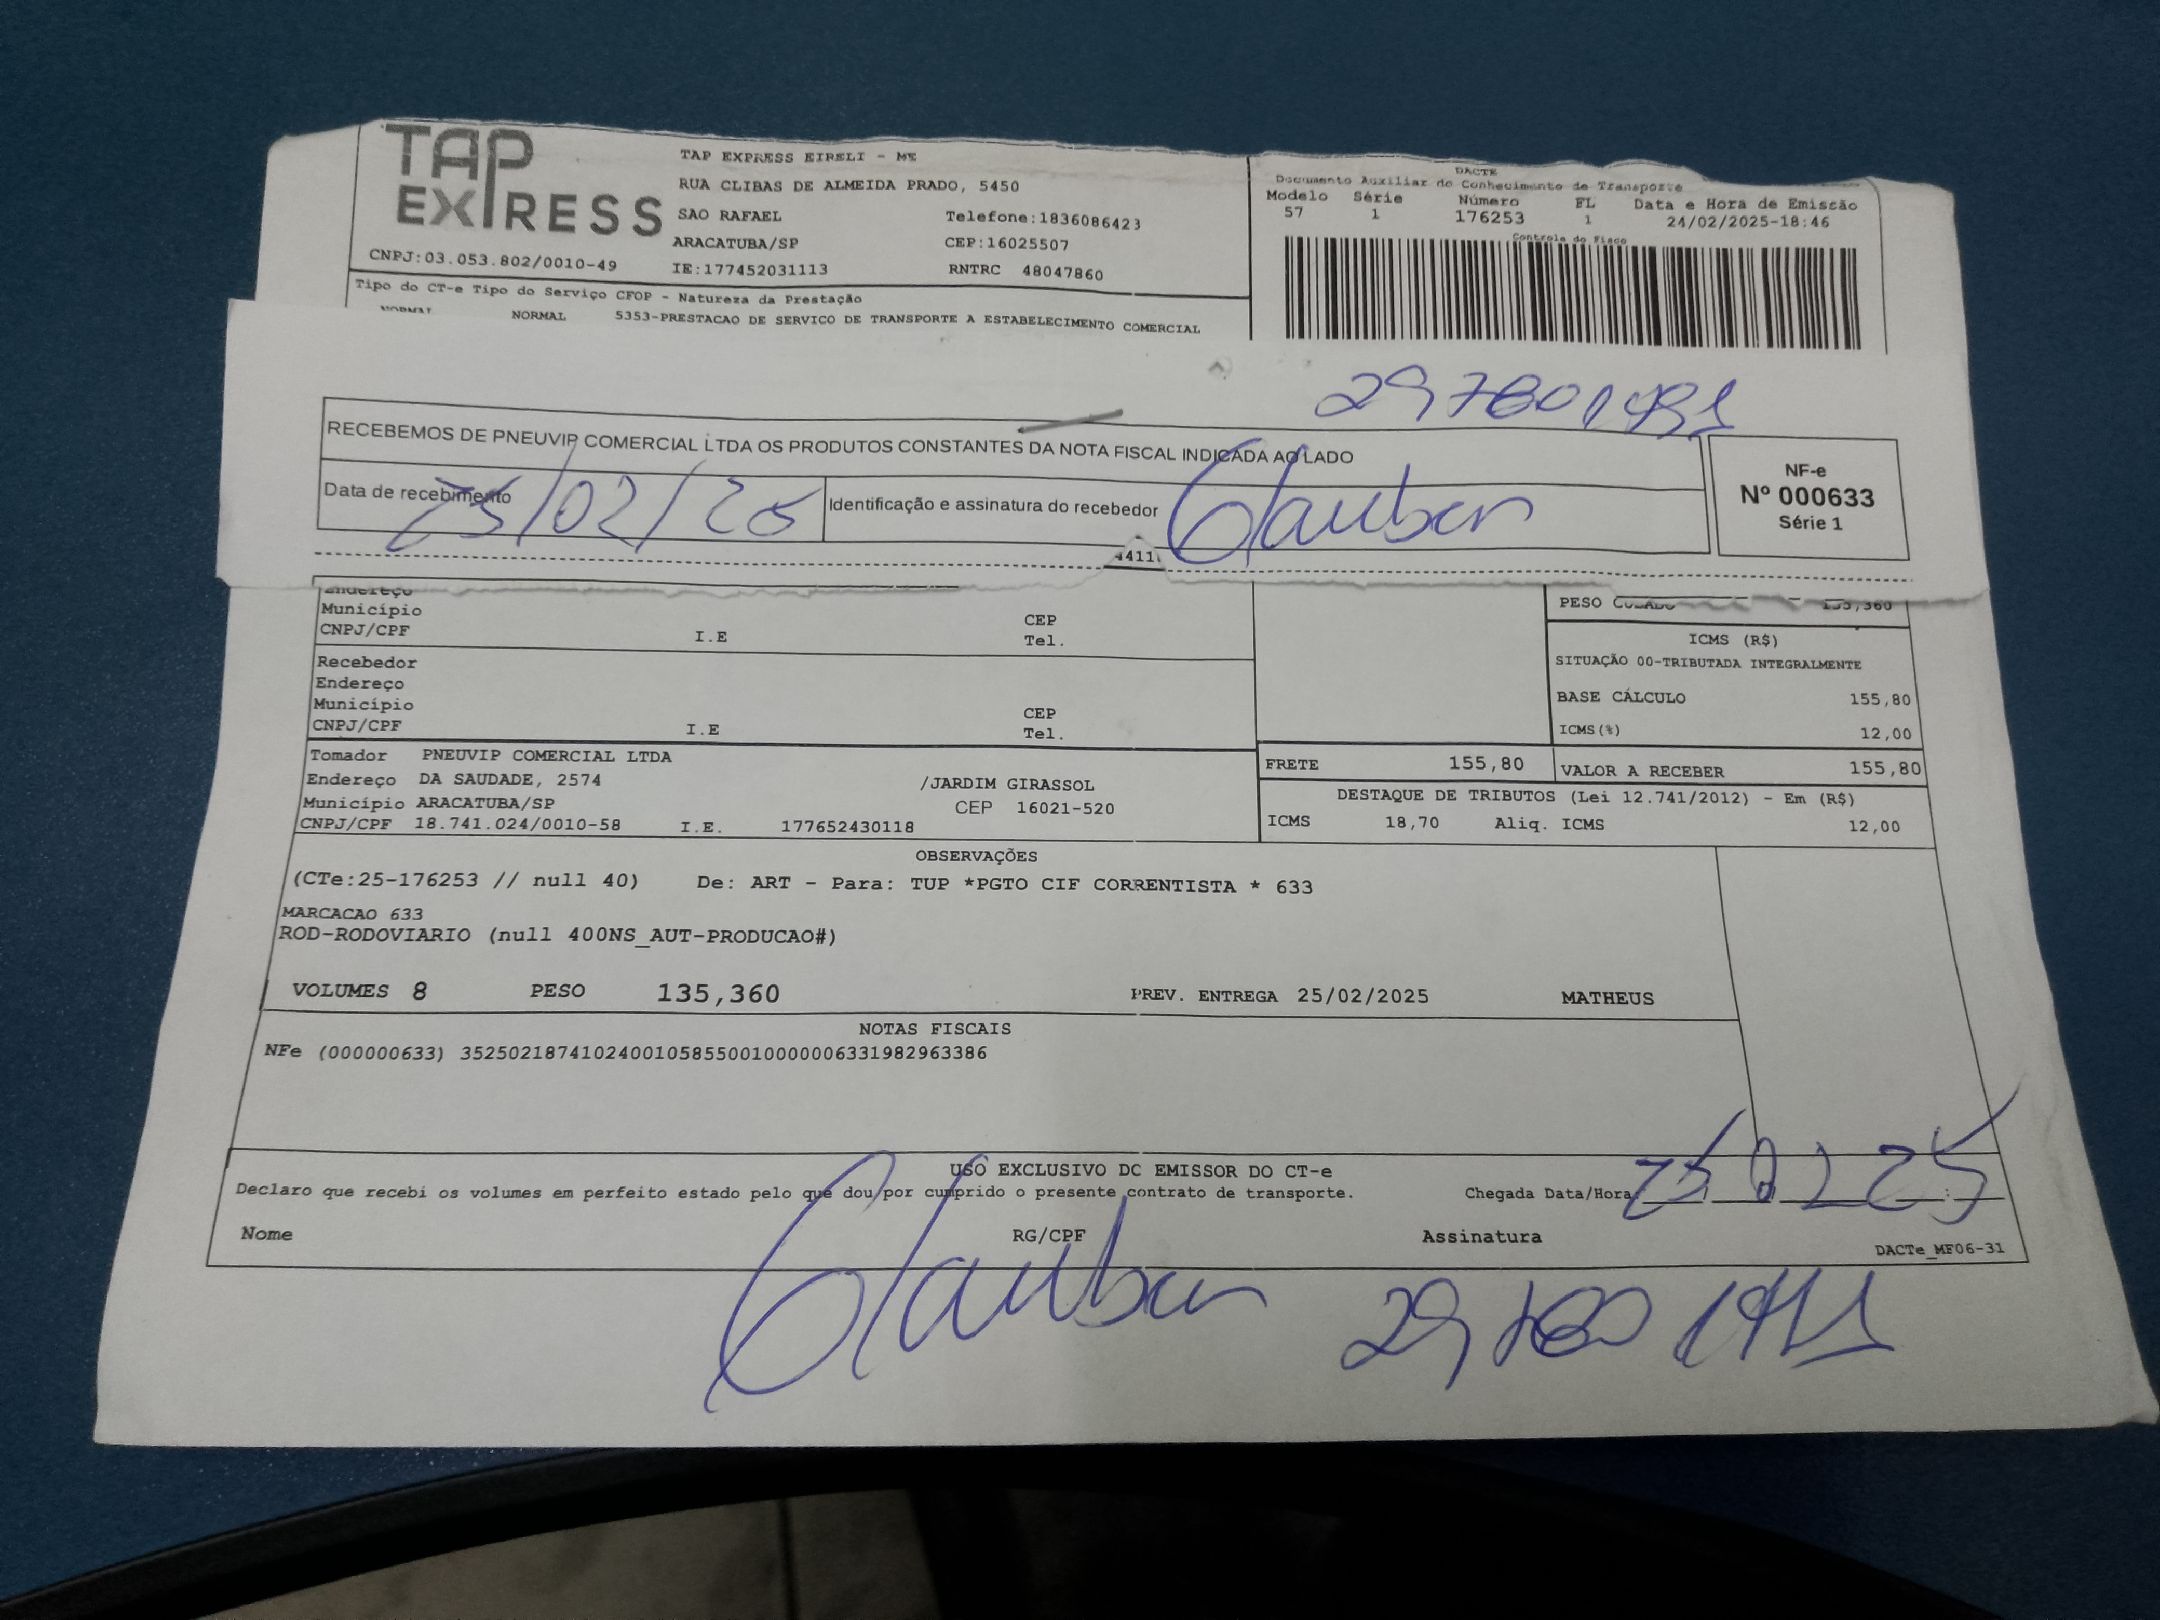 TAP
EXPRESS
TAP EXPRESS EIRELI - ME
RUA CLIBAS DE ALMEIDA PRADO, 5450
SAO RAFAEL Telefone:1836086423
ARACATUBA/SP CEP:16025507
CNPJ:03.053.802/0010-49 IE:177452031113 RNTRC 48047860
DACTE
Documento Auxiliar do Conhecimento de Transporte
Modelo Série Número FL Data e Hora de Emissão
57 1 176253 1 24/02/2025-18:46
Controle do Fisco
Tipo do CT-e Tipo do Serviço CFOP - Natureza da Prestação
NORMAL NORMAL 5353-PRESTACAO DE SERVICO DE TRANSPORTE A ESTABELECIMENTO COMERCIAL
RECEBEMOS DE PNEUVIP COMERCIAL LTDA OS PRODUTOS CONSTANTES DA NOTA FISCAL INDICADA AO LADO
Data de recebimento 25/02/25 Identificação e assinatura do recebedor Glauber
NF-e
Nº 000633
Série 1
Endereço
Município CEP
CNPJ/CPF I.E Tel.
PESO CUBADO 135,360
Recebedor
Endereço
Município CEP
CNPJ/CPF I.E Tel.
ICMS (R$)
SITUAÇÃO 00-TRIBUTADA INTEGRALMENTE
BASE CÁLCULO 155,80
ICMS(%) 12,00
Tomador PNEUVIP COMERCIAL LTDA
Endereço DA SAUDADE, 2574 /JARDIM GIRASSOL
Município ARACATUBA/SP CEP 16021-520
CNPJ/CPF 18.741.024/0010-58 I.E. 177652430118
FRETE 155,80 VALOR A RECEBER 155,80
DESTAQUE DE TRIBUTOS (Lei 12.741/2012) - Em (R$)
ICMS 18,70 Aliq. ICMS 12,00
OBSERVAÇÕES
(CTe:25-176253 // null 40) De: ART - Para: TUP *PGTO CIF CORRENTISTA * 633
MARCACAO 633
ROD-RODOVIARIO (null 400NS_AUT-PRODUCAO#)
VOLUMES 8 PESO 135,360 PREV. ENTREGA 25/02/2025 MATHEUS
NOTAS FISCAIS
NFe (000000633) 35250218741024001058550010000006331982963386
USO EXCLUSIVO DO EMISSOR DO CT-e
Declaro que recebi os volumes em perfeito estado pelo que dou por cumprido o presente contrato de transporte. Chegada Data/Hora 25 02 25
Nome RG/CPF Assinatura
DACTe_MF06-31
Glauber